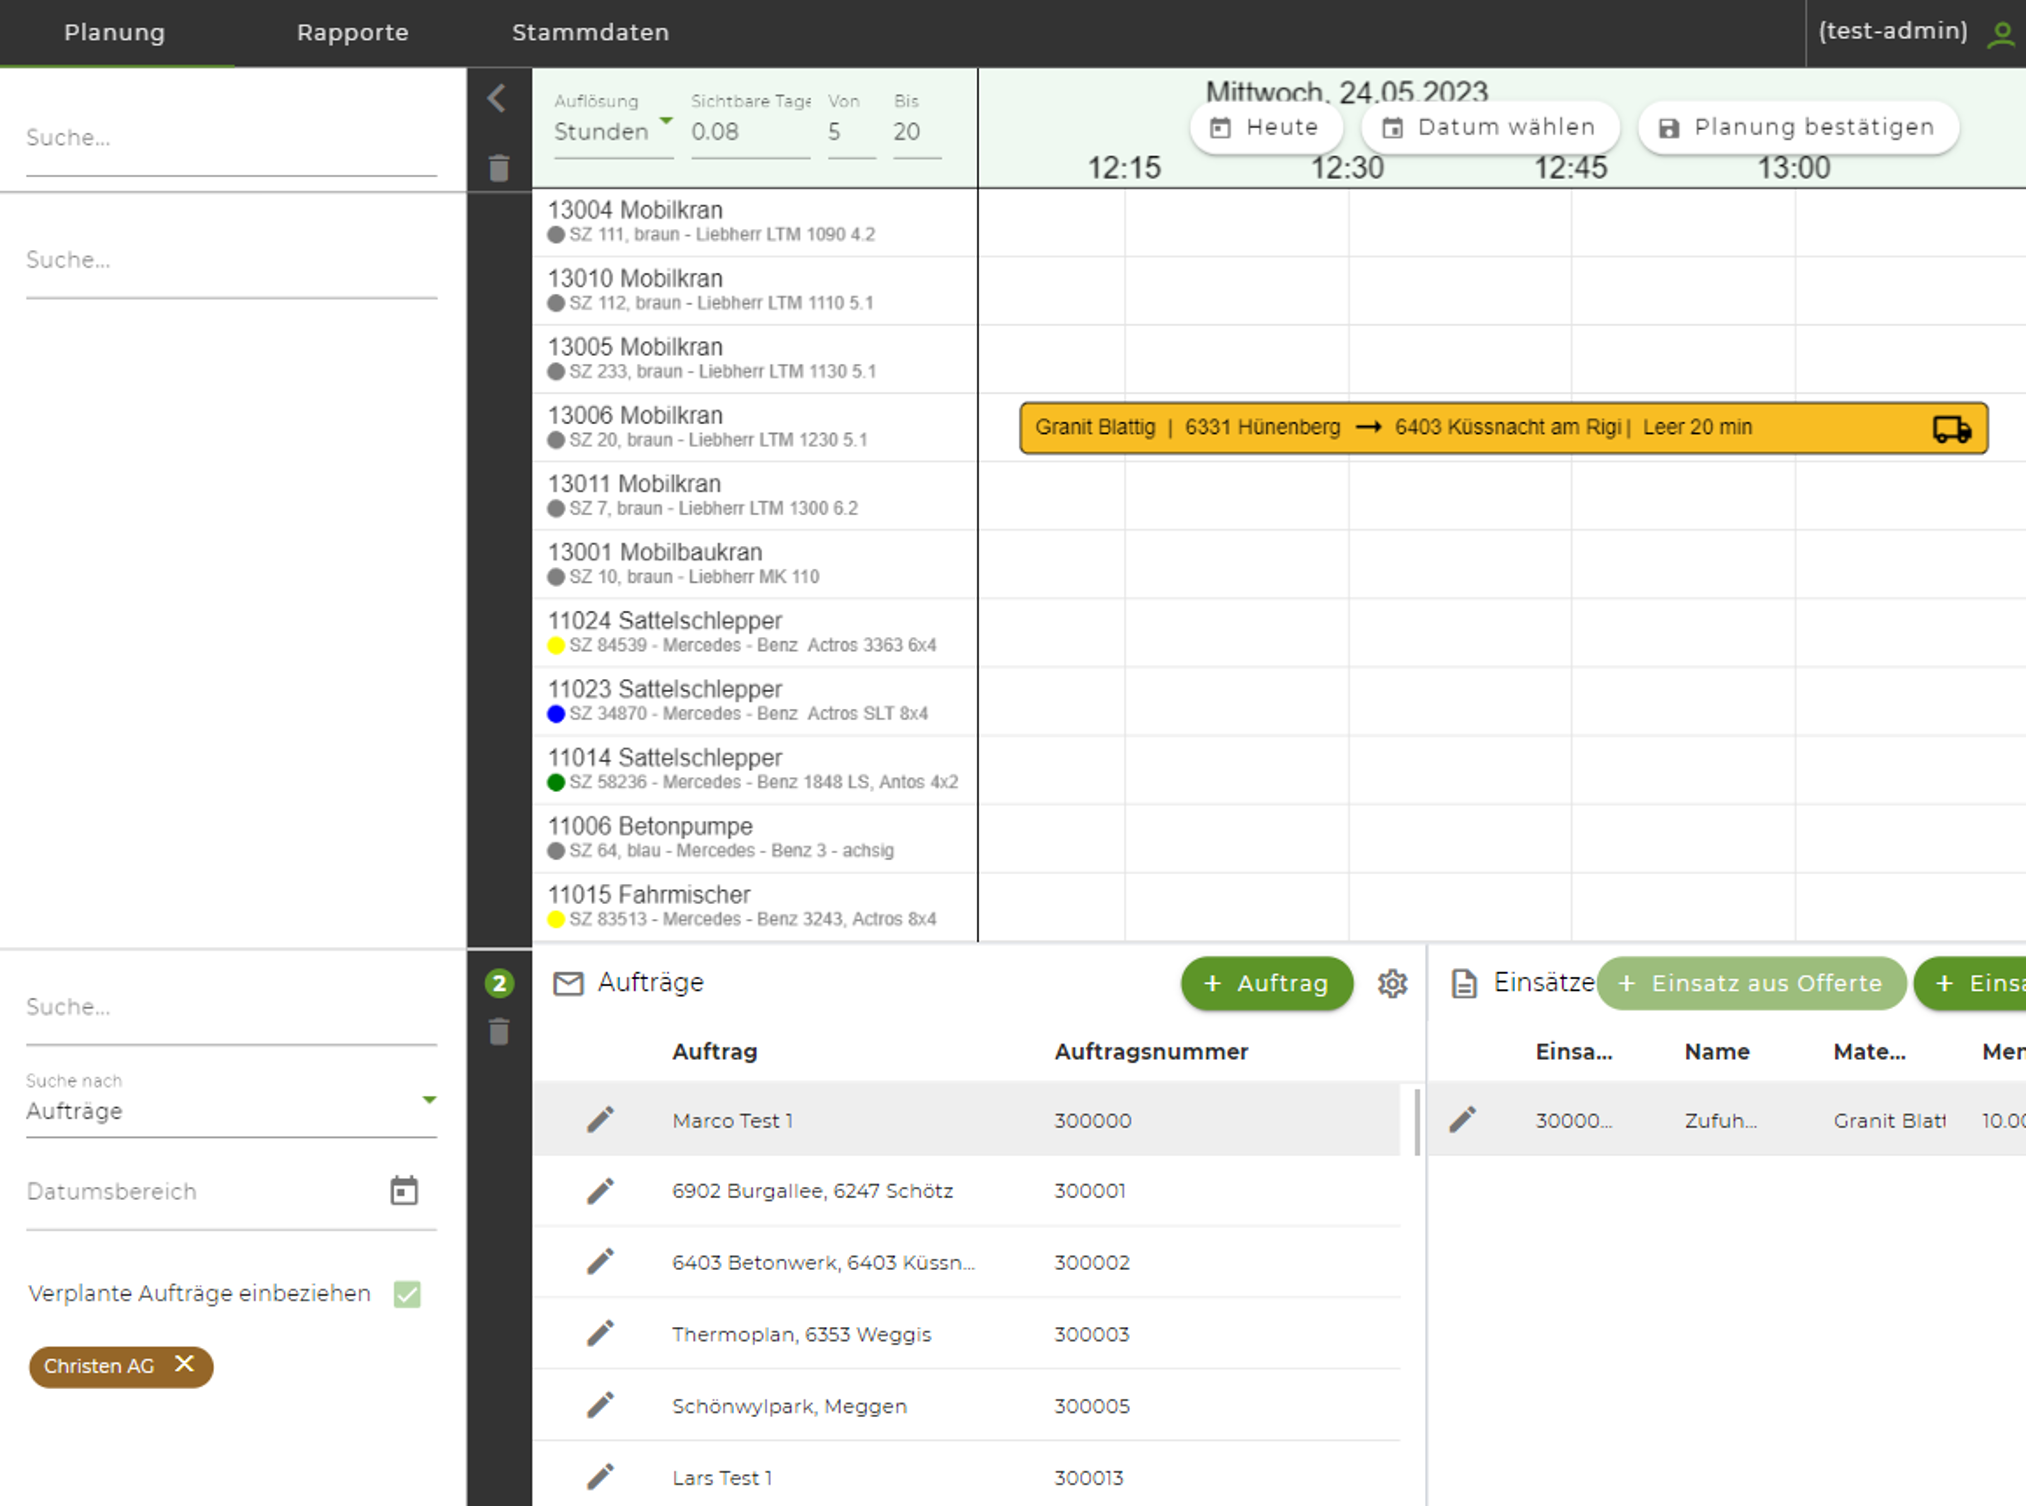 Planung Rapporte Stammdaten (test-admin)
Suche...
Suche...
Auflösung Sichtbare Tage Von Bis
Stunden 0.08 5 20
Mittwoch, 24.05.2023
Heute Datum wählen Planung bestätigen
12:15 12:30 12:45 13:00
13004 Mobilkran
SZ 111, braun - Liebherr LTM 1090 4.2
13010 Mobilkran
SZ 112, braun - Liebherr LTM 1110 5.1
13005 Mobilkran
SZ 233, braun - Liebherr LTM 1130 5.1
13006 Mobilkran
SZ 20, braun - Liebherr LTM 1230 5.1
Granit Blattig | 6331 Hünenberg → 6403 Küssnacht am Rigi | Leer 20 min
13011 Mobilkran
SZ 7, braun - Liebherr LTM 1300 6.2
13001 Mobilbaukran
SZ 10, braun - Liebherr MK 110
11024 Sattelschlepper
SZ 84539 - Mercedes - Benz Actros 3363 6x4
11023 Sattelschlepper
SZ 34870 - Mercedes - Benz Actros SLT 8x4
11014 Sattelschlepper
SZ 58236 - Mercedes - Benz 1848 LS, Antos 4x2
11006 Betonpumpe
SZ 64, blau - Mercedes - Benz 3 - achsig
11015 Fahrmischer
SZ 83513 - Mercedes - Benz 3243, Actros 8x4
Suche...
Suche nach
Aufträge
Datumsbereich
Verplante Aufträge einbeziehen
Christen AG
2
Aufträge + Auftrag
Auftrag Auftragsnummer
Marco Test 1 300000
6902 Burgallee, 6247 Schötz 300001
6403 Betonwerk, 6403 Küssn... 300002
Thermoplan, 6353 Weggis 300003
Schönwylpark, Meggen 300005
Lars Test 1 300013
Einsätze + Einsatz aus Offerte + Einsa
Einsa... Name Mate... Men
30000... Zufuh... Granit Blatt 10.00